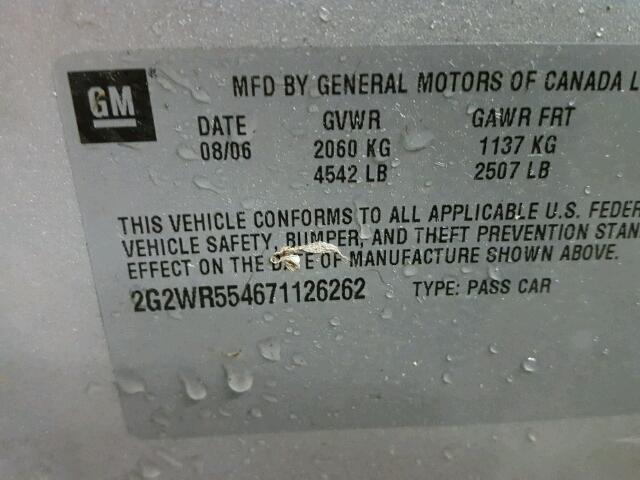 GM
MFD BY GENERAL MOTORS OF CANADA L
DATE GVWR GAWR FRT
08/06 2060 KG 1137 KG
4542 LB 2507 LB
THIS VEHICLE CONFORMS TO ALL APPLICABLE U.S. FEDER
VEHICLE SAFETY, BUMPER, AND THEFT PREVENTION STAN
EFFECT ON THE DATE OF MANUFACTURE SHOWN ABOVE.
2G2WR554671126262 TYPE: PASS CAR